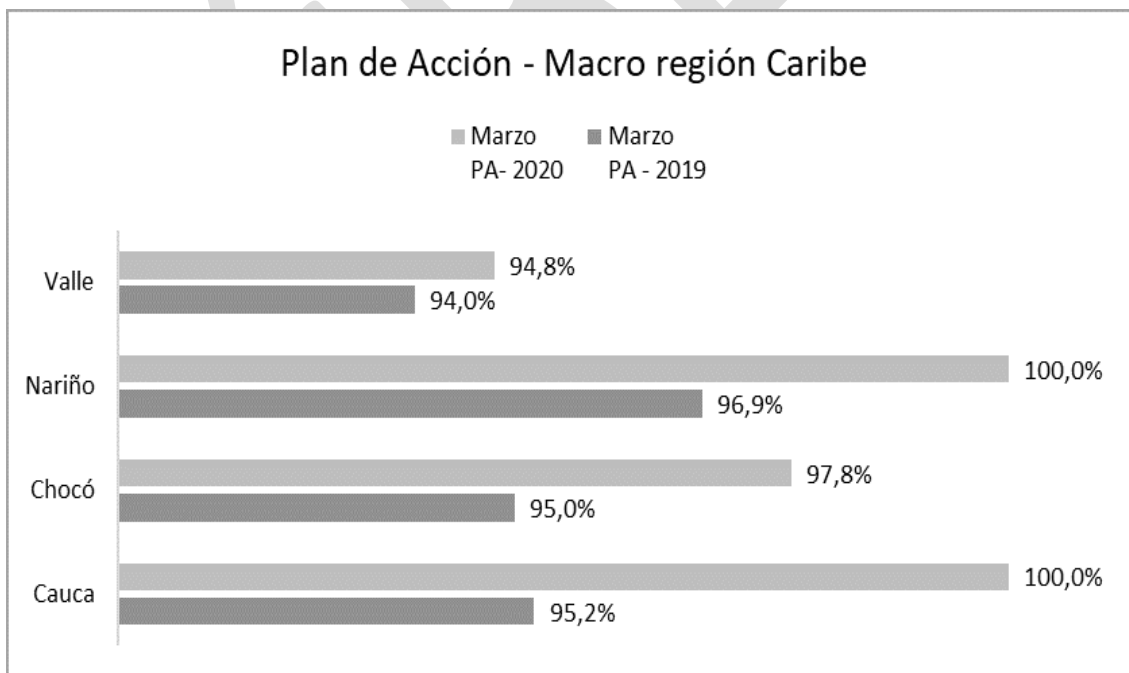 Plan de Acción - Macro región Caribe
Marzo PA- 2020
Marzo PA - 2019
Valle
94,8%
94,0%
Nariño
100,0%
96,9%
Chocó
97,8%
95,0%
Cauca
100,0%
95,2%